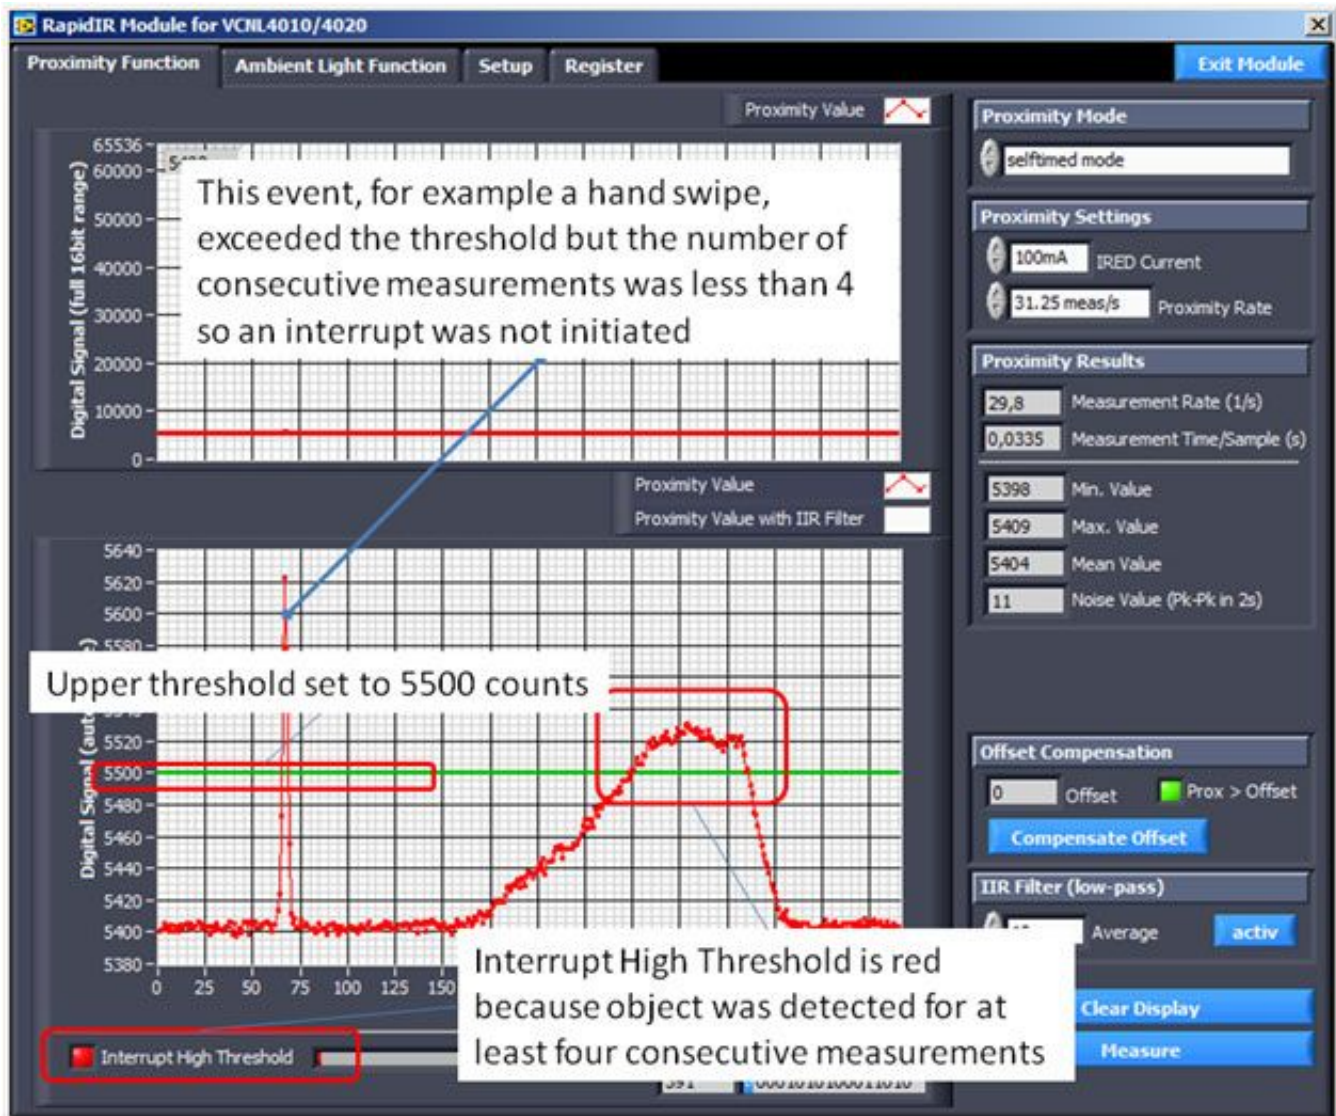 RapidIR Module for VCNL4010/4020
Proximity Function
Ambient Light Function
Setup
Register
Exit Module
Proximity Value
Digital Signal (full 16bit range)
65536
60000
50000
40000
30000
20000
10000
0
This event, for example a hand swipe,
exceeded the threshold but the number of
consecutive measurements was less than 4
so an interrupt was not initiated
Proximity Value
Proximity Value with IIR Filter
Digital Signal
5640
5620
5600
5580
Upper threshold set to 5500 counts
5520
5500
5480
5460
5440
5420
5400
5380
0 25 50 75 100 125 150
Interrupt High Threshold is red
because object was detected for at
least four consecutive measurements
Interrupt High Threshold
Proximity Mode
selftimed mode
Proximity Settings
100mA IRED Current
31.25 meas/s Proximity Rate
Proximity Results
29,8 Measurement Rate (1/s)
0,0335 Measurement Time/Sample (s)
5398 Min. Value
5409 Max. Value
5404 Mean Value
11 Noise Value (Pk-Pk in 2s)
Offset Compensation
0 Offset Prox > Offset
Compensate Offset
IIR Filter (low-pass)
Average activ
Clear Display
Measure